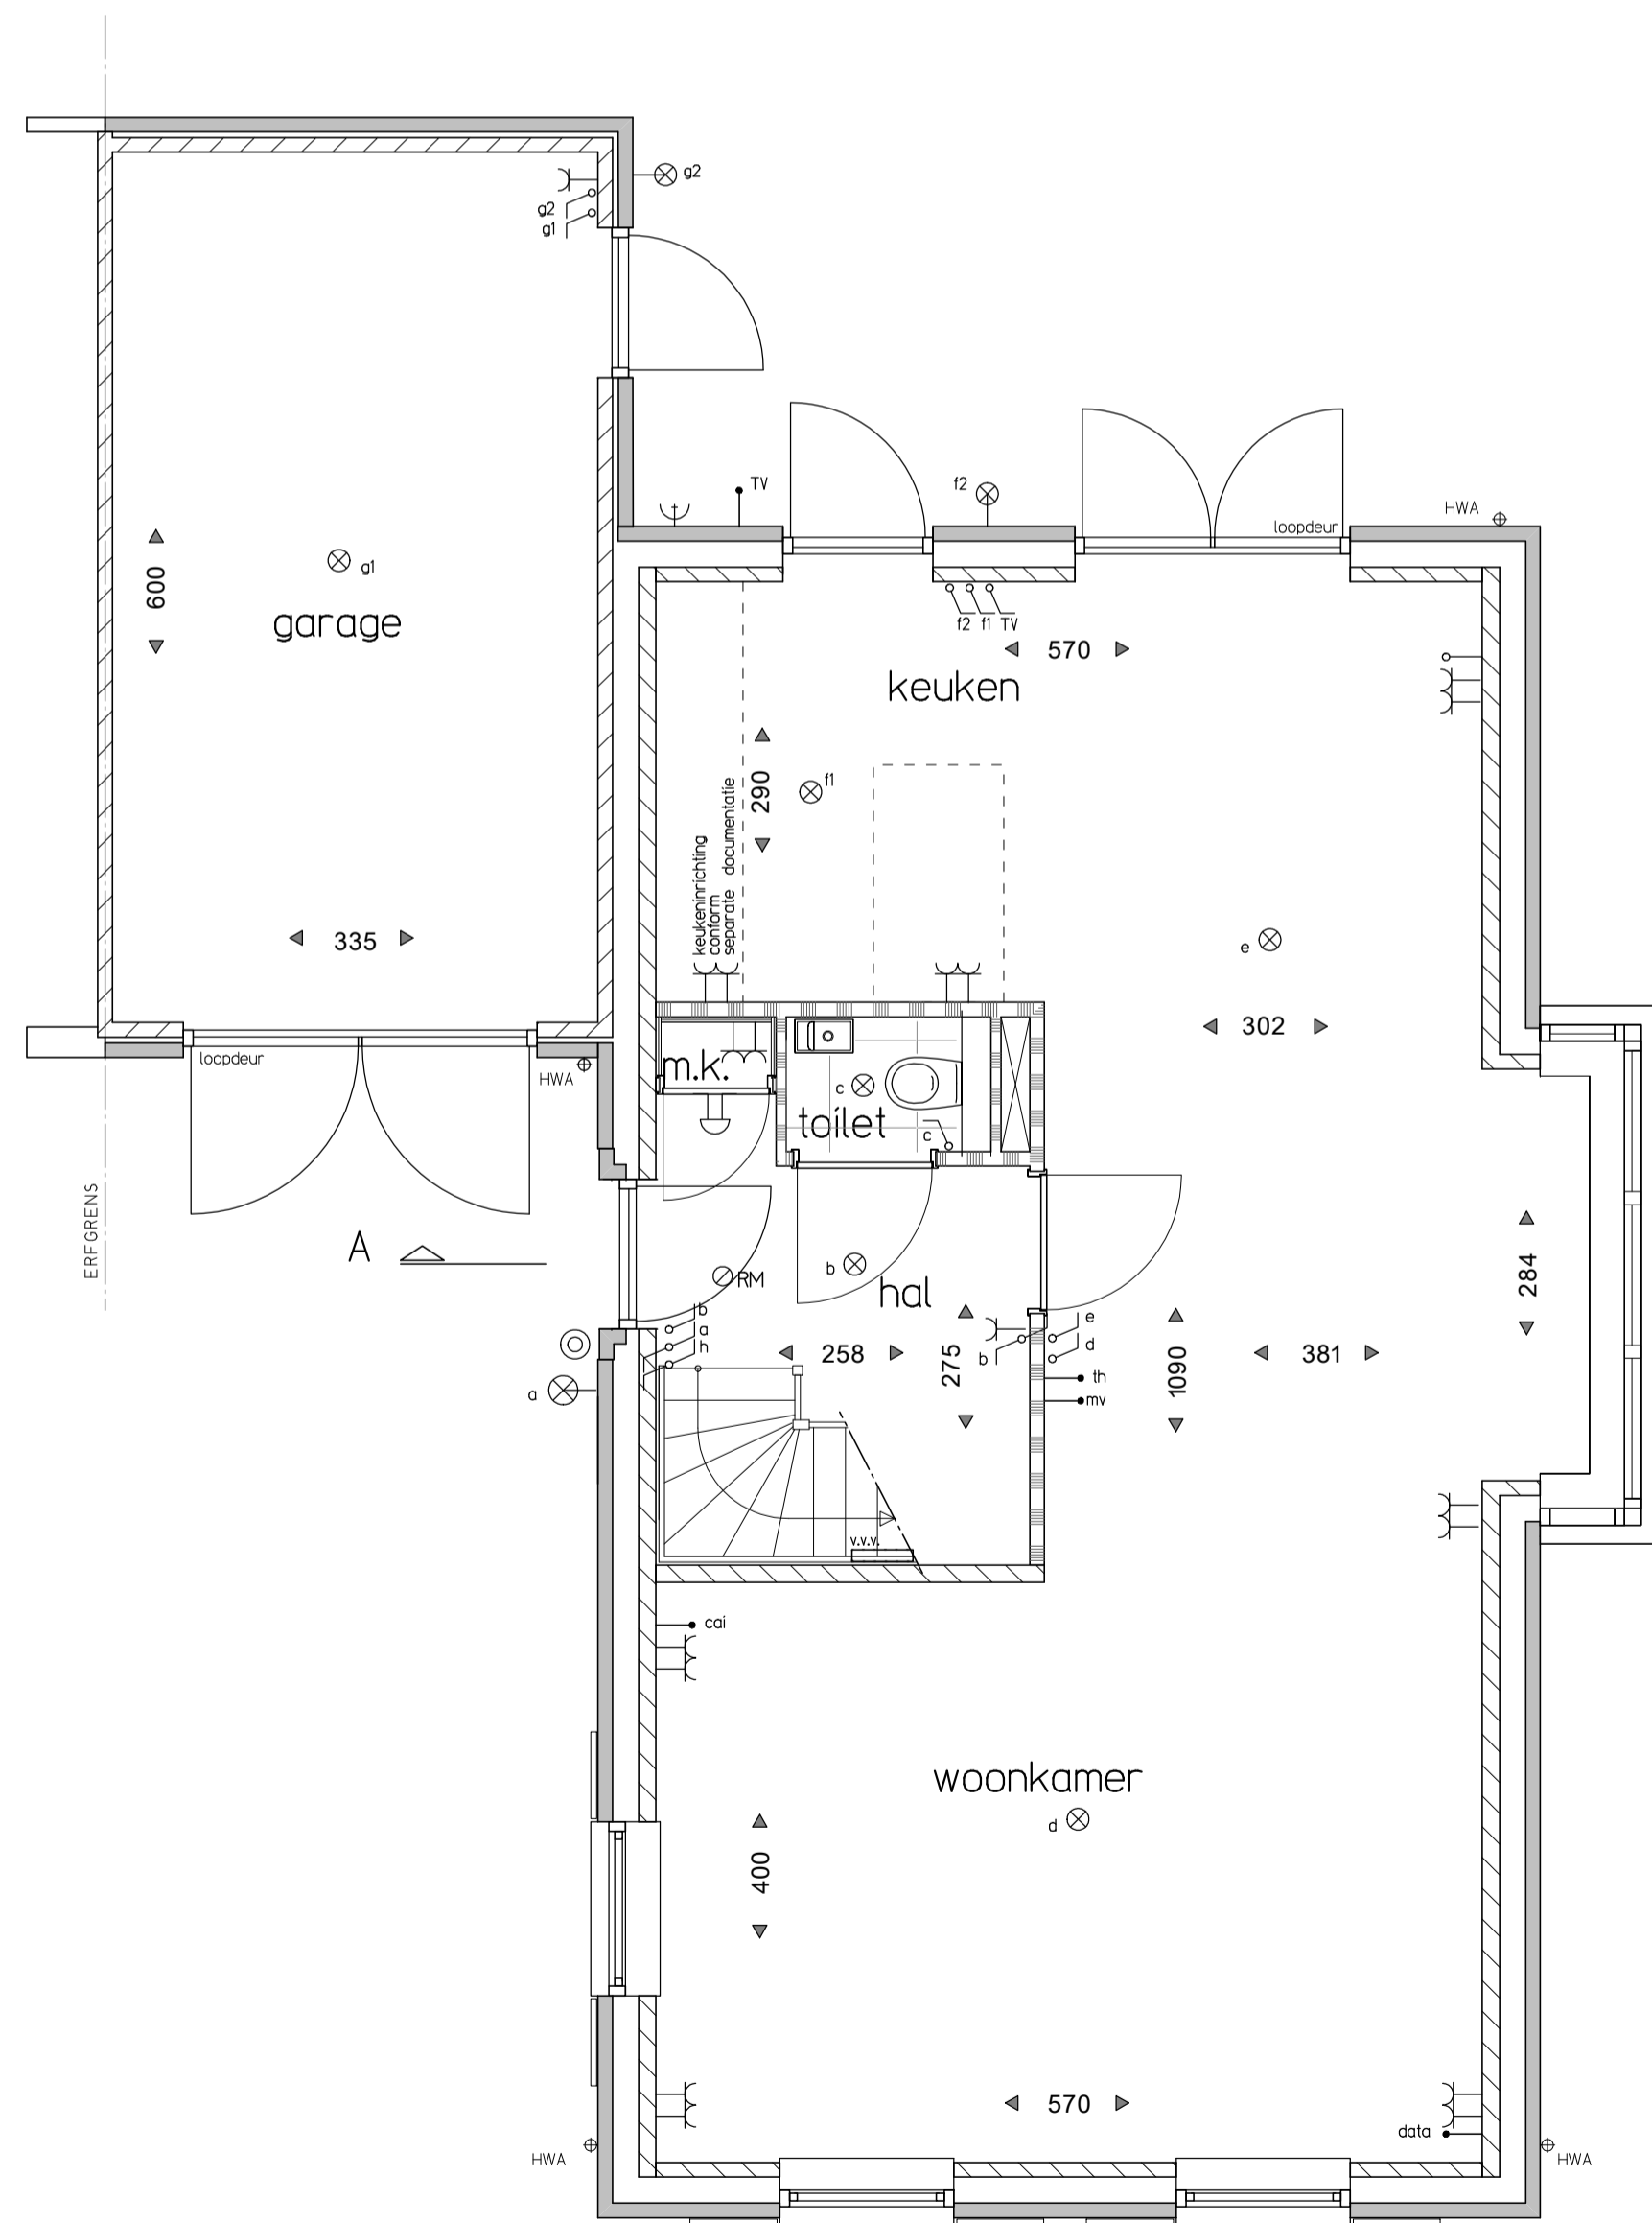 g2
g2
g1
TV
f2
HWA
loopdeur
g1
600
garage
f2 f1 TV
570
keuken
290
f1
keukeninrichting
conform
separate documentatie
335
e
302
loopdeur
HWA
m.k.
c
toilet
c
ERFGRENS
A
RM
b
hal
284
b
a
h
258
275
b
e
d
th
mv
1090
381
a
v.v.v.
cai
woonkamer
d
400
570
data
HWA
HWA